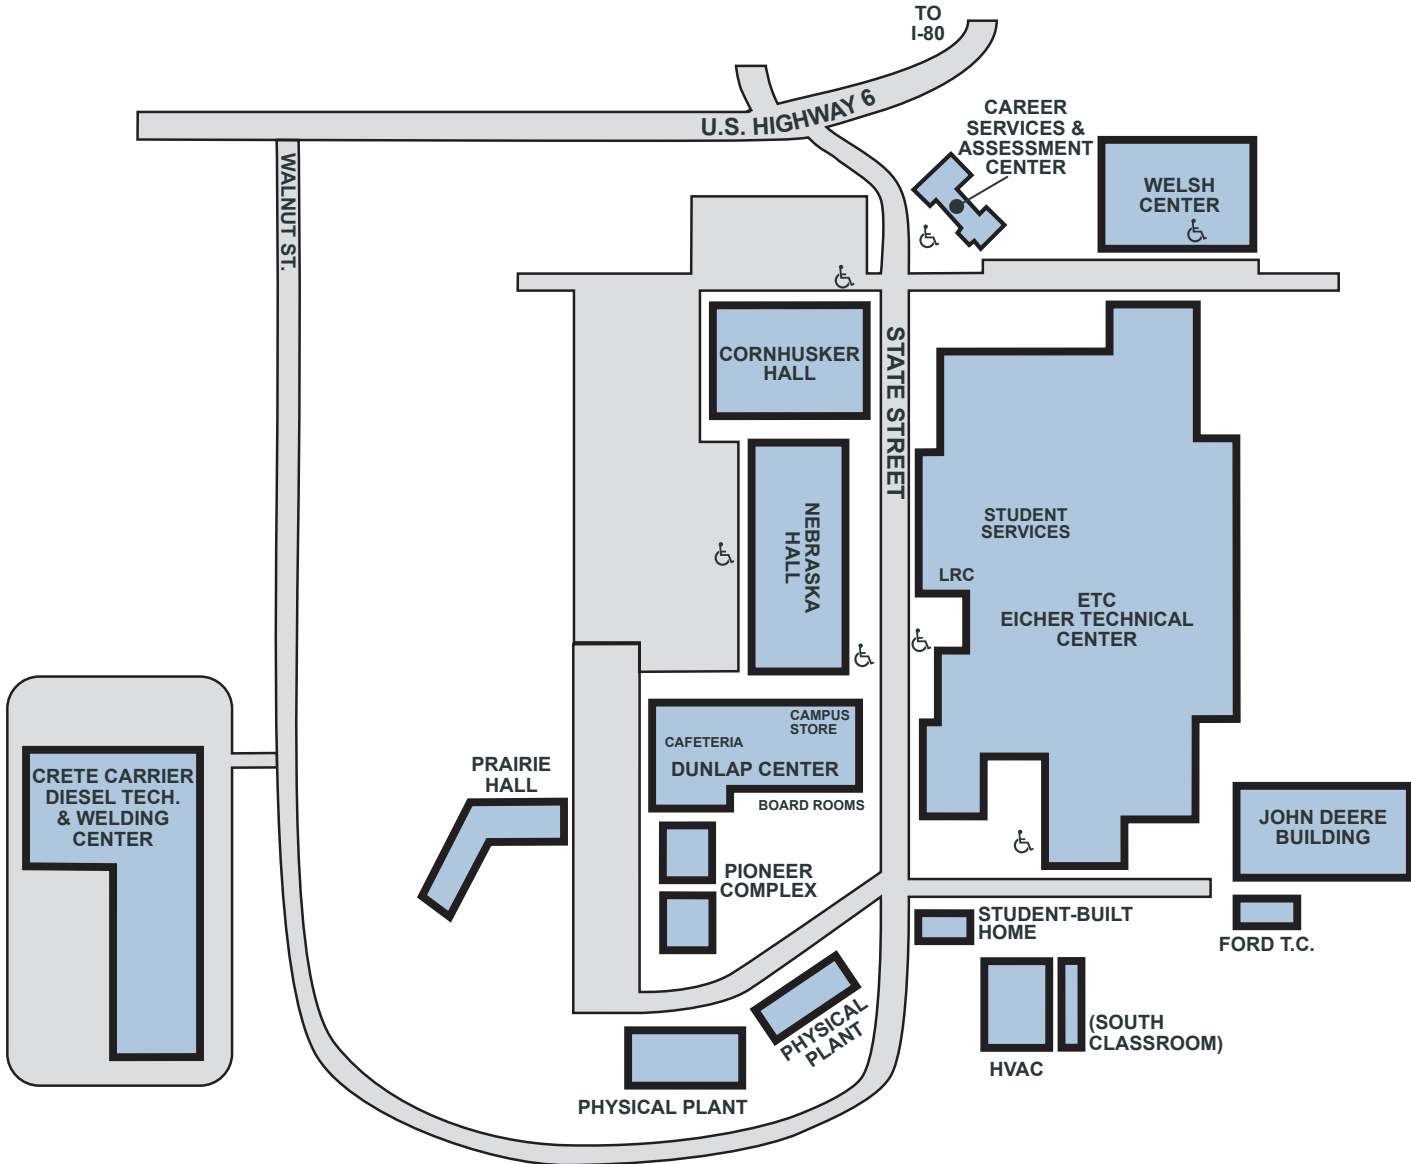 TO
I-80
U.S. HIGHWAY 6
CAREER
SERVICES &
ASSESSMENT
CENTER
WELSH
CENTER
WALNUT ST.
CORNHUSKER
HALL
STATE STREET
NEBRASKA
HALL
STUDENT
SERVICES
LRC
ETC
EICHER TECHNICAL
CENTER
CAMPUS
STORE
CAFETERIA
DUNLAP CENTER
BOARD ROOMS
PRAIRIE
HALL
CRETE CARRIER
DIESEL TECH.
& WELDING
CENTER
JOHN DEERE
BUILDING
PIONEER
COMPLEX
STUDENT-BUILT
HOME
FORD T.C.
PHYSICAL
PLANT
(SOUTH
CLASSROOM)
HVAC
PHYSICAL PLANT